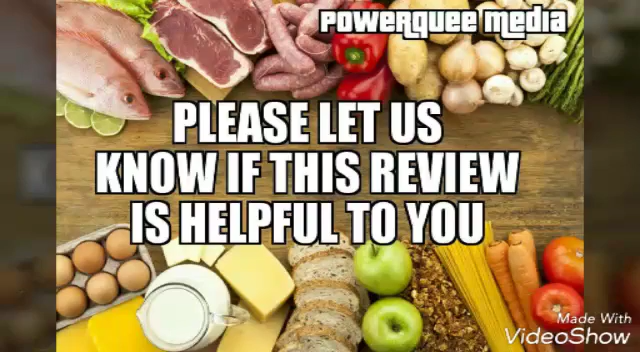 POWERQUEE MEDIA
PLEASE LET US
KNOW IF THIS REVIEW
IS HELPFUL TO YOU
Made With
VideoShow